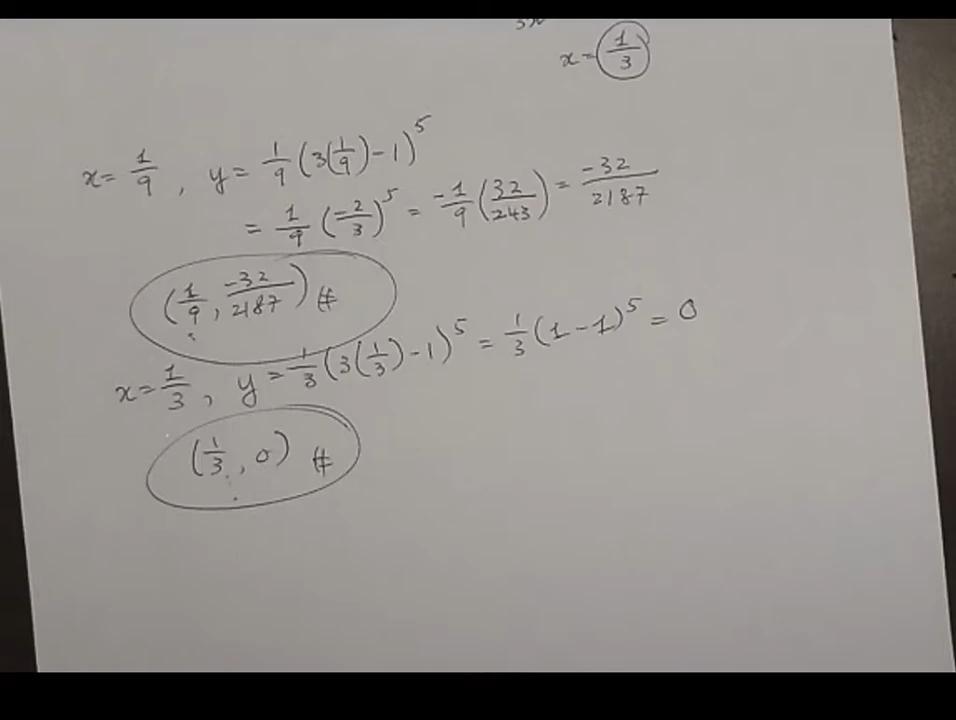 3x
x = 1/3
x = 1/9 , y = 1/9 (3(1/9) - 1)^5
= 1/9 (-2/3)^5 = -1/9 (32/243) = -32/2187
(1/9 , -32/2187) #
x = 1/3 , y = 1/3 (3(1/3) - 1)^5 = 1/3 (1 - 1)^5 = 0
(1/3 , 0) #